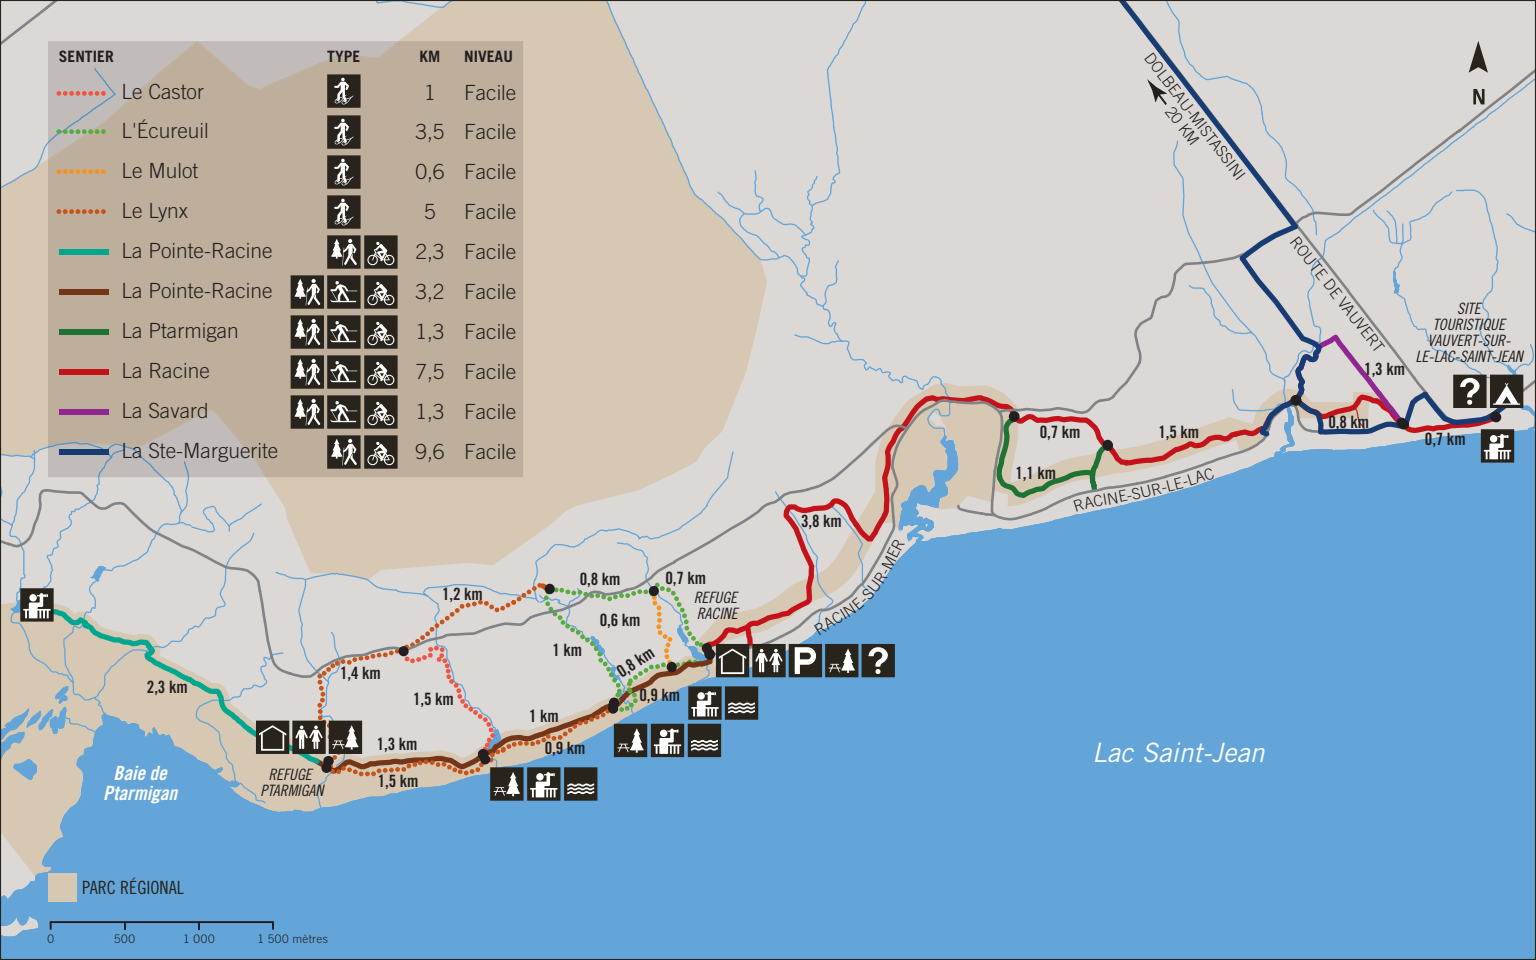 SENTIER TYPE KM NIVEAU
Le Castor 1 Facile
L'Écureuil 3,5 Facile
Le Mulot 0,6 Facile
Le Lynx 5 Facile
La Pointe-Racine 2,3 Facile
La Pointe-Racine 3,2 Facile
La Ptarmigan 1,3 Facile
La Racine 7,5 Facile
La Savard 1,3 Facile
La Ste-Marguerite 9,6 Facile
DOLBEAU-MISTASSINI
20 KM
N
ROUTE DE VAUVERT
SITE
TOURISTIQUE
VAUVERT-SUR-
LE-LAC-SAINT-JEAN
1,3 km
?
0,8 km
0,7 km
0,7 km
1,5 km
1,1 km
RACINE-SUR-LE-LAC
3,8 km
RACINE-SUR-MER
0,8 km
0,7 km
1,2 km
REFUGE
RACINE
0,6 km
1 km
0,8 km
P
?
1,4 km
2,3 km
1,5 km
0,9 km
1 km
1,3 km
0,9 km
1,5 km
REFUGE
PTARMIGAN
Baie de
Ptarmigan
Lac Saint-Jean
PARC RÉGIONAL
0 500 1 000 1 500 mètres